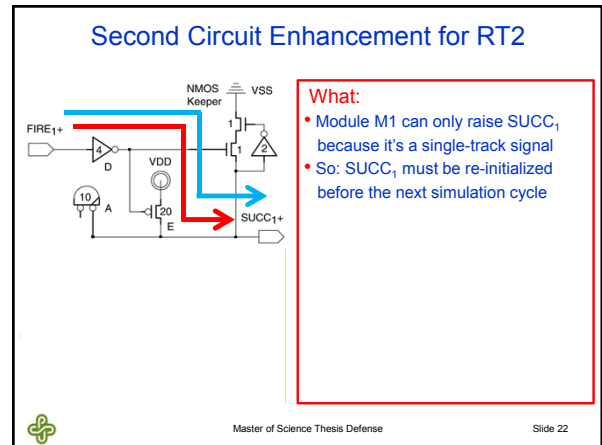 Second Circuit Enhancement for RT2
NMOS
Keeper
VSS
FIRE1+
4
D
VDD
1
1
2
10
A
20
E
SUCC1+
What:
• Module M1 can only raise SUCC1
because it's a single-track signal
• So: SUCC1 must be re-initialized
before the next simulation cycle
Master of Science Thesis Defense
Slide 22